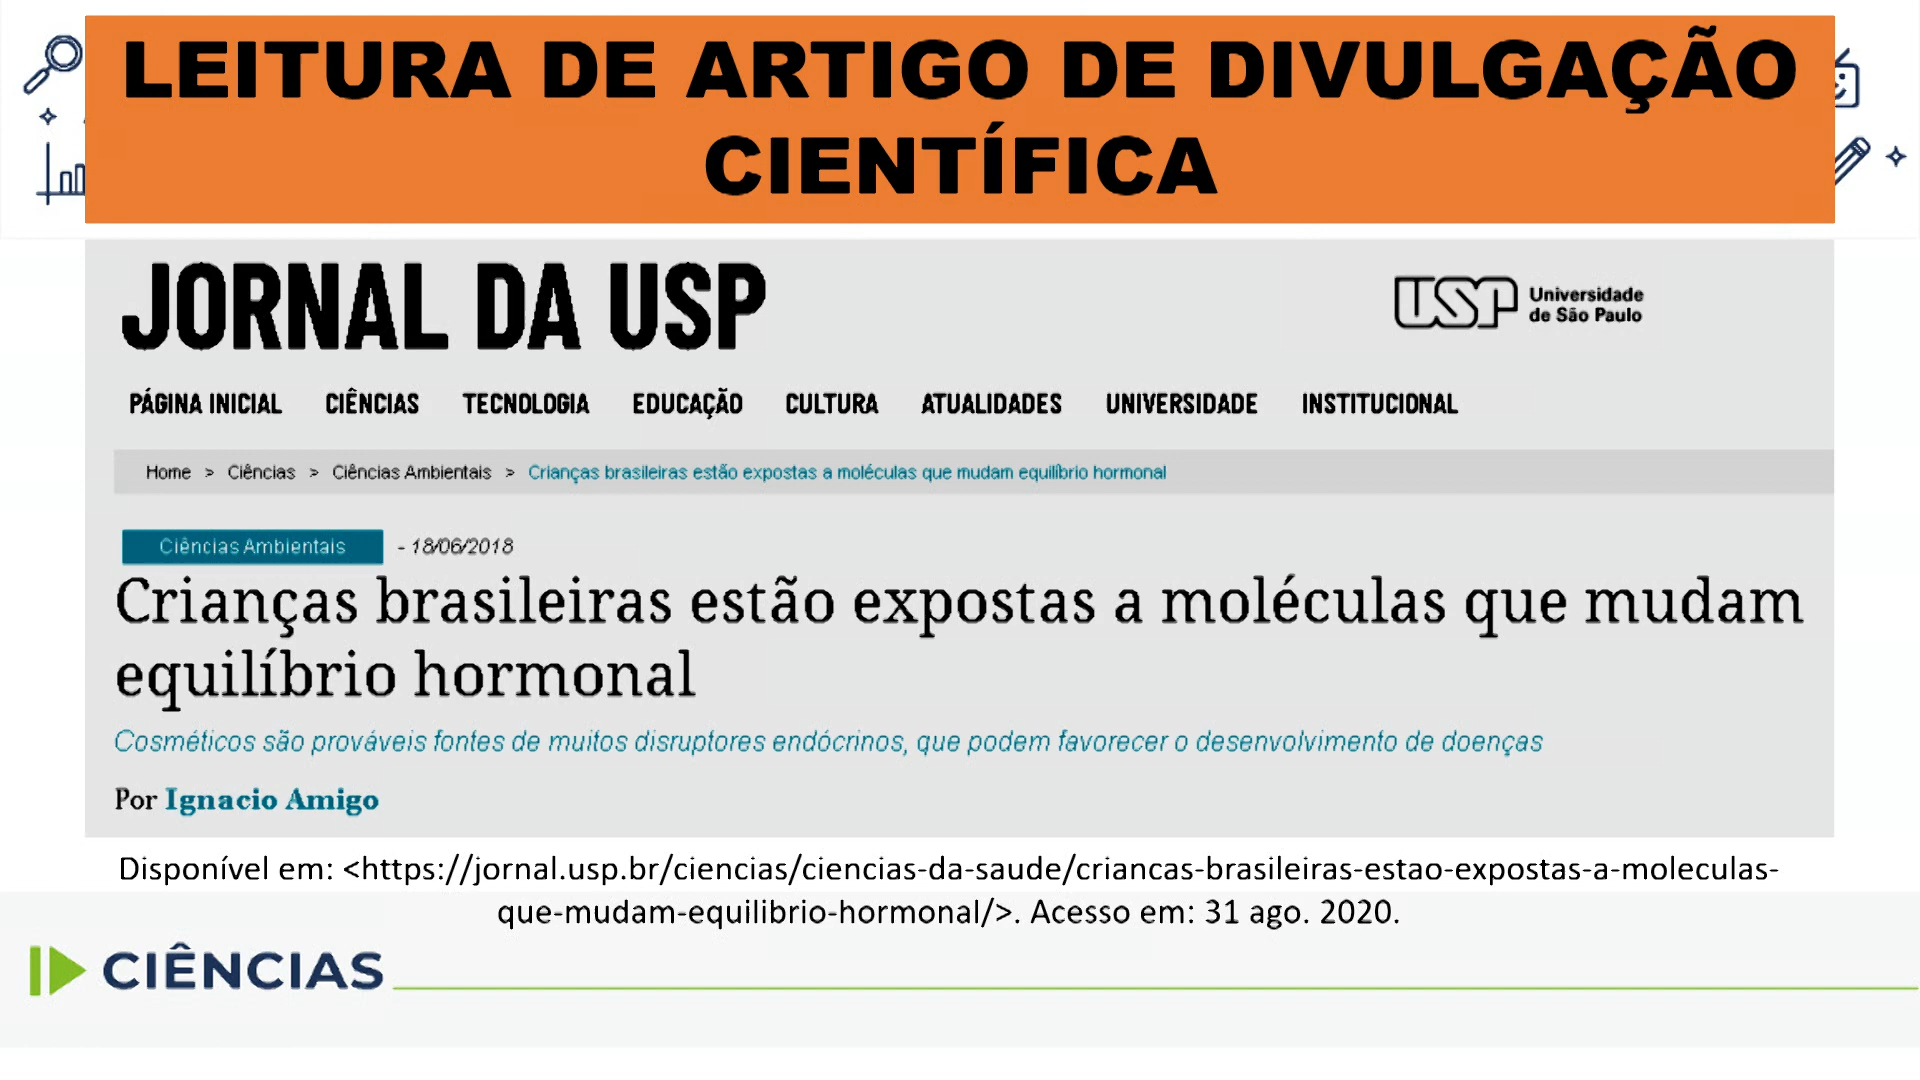 LEITURA DE ARTIGO DE DIVULGAÇÃO
CIENTÍFICA
JORNAL DA USP
USP Universidade
de São Paulo
PÁGINA INICIAL CIÊNCIAS TECNOLOGIA EDUCAÇÃO CULTURA ATUALIDADES UNIVERSIDADE INSTITUCIONAL
Home > Ciências > Ciências Ambientais > Crianças brasileiras estão expostas a moléculas que mudam equilíbrio hormonal
Ciências Ambientais - 18/06/2018
Crianças brasileiras estão expostas a moléculas que mudam
equilíbrio hormonal
Cosméticos são prováveis fontes de muitos disruptores endócrinos, que podem favorecer o desenvolvimento de doenças
Por Ignacio Amigo
Disponível em: <https://jornal.usp.br/ciencias/ciencias-da-saude/criancas-brasileiras-estao-expostas-a-moleculas-
que-mudam-equilibrio-hormonal/>. Acesso em: 31 ago. 2020.
CIÊNCIAS